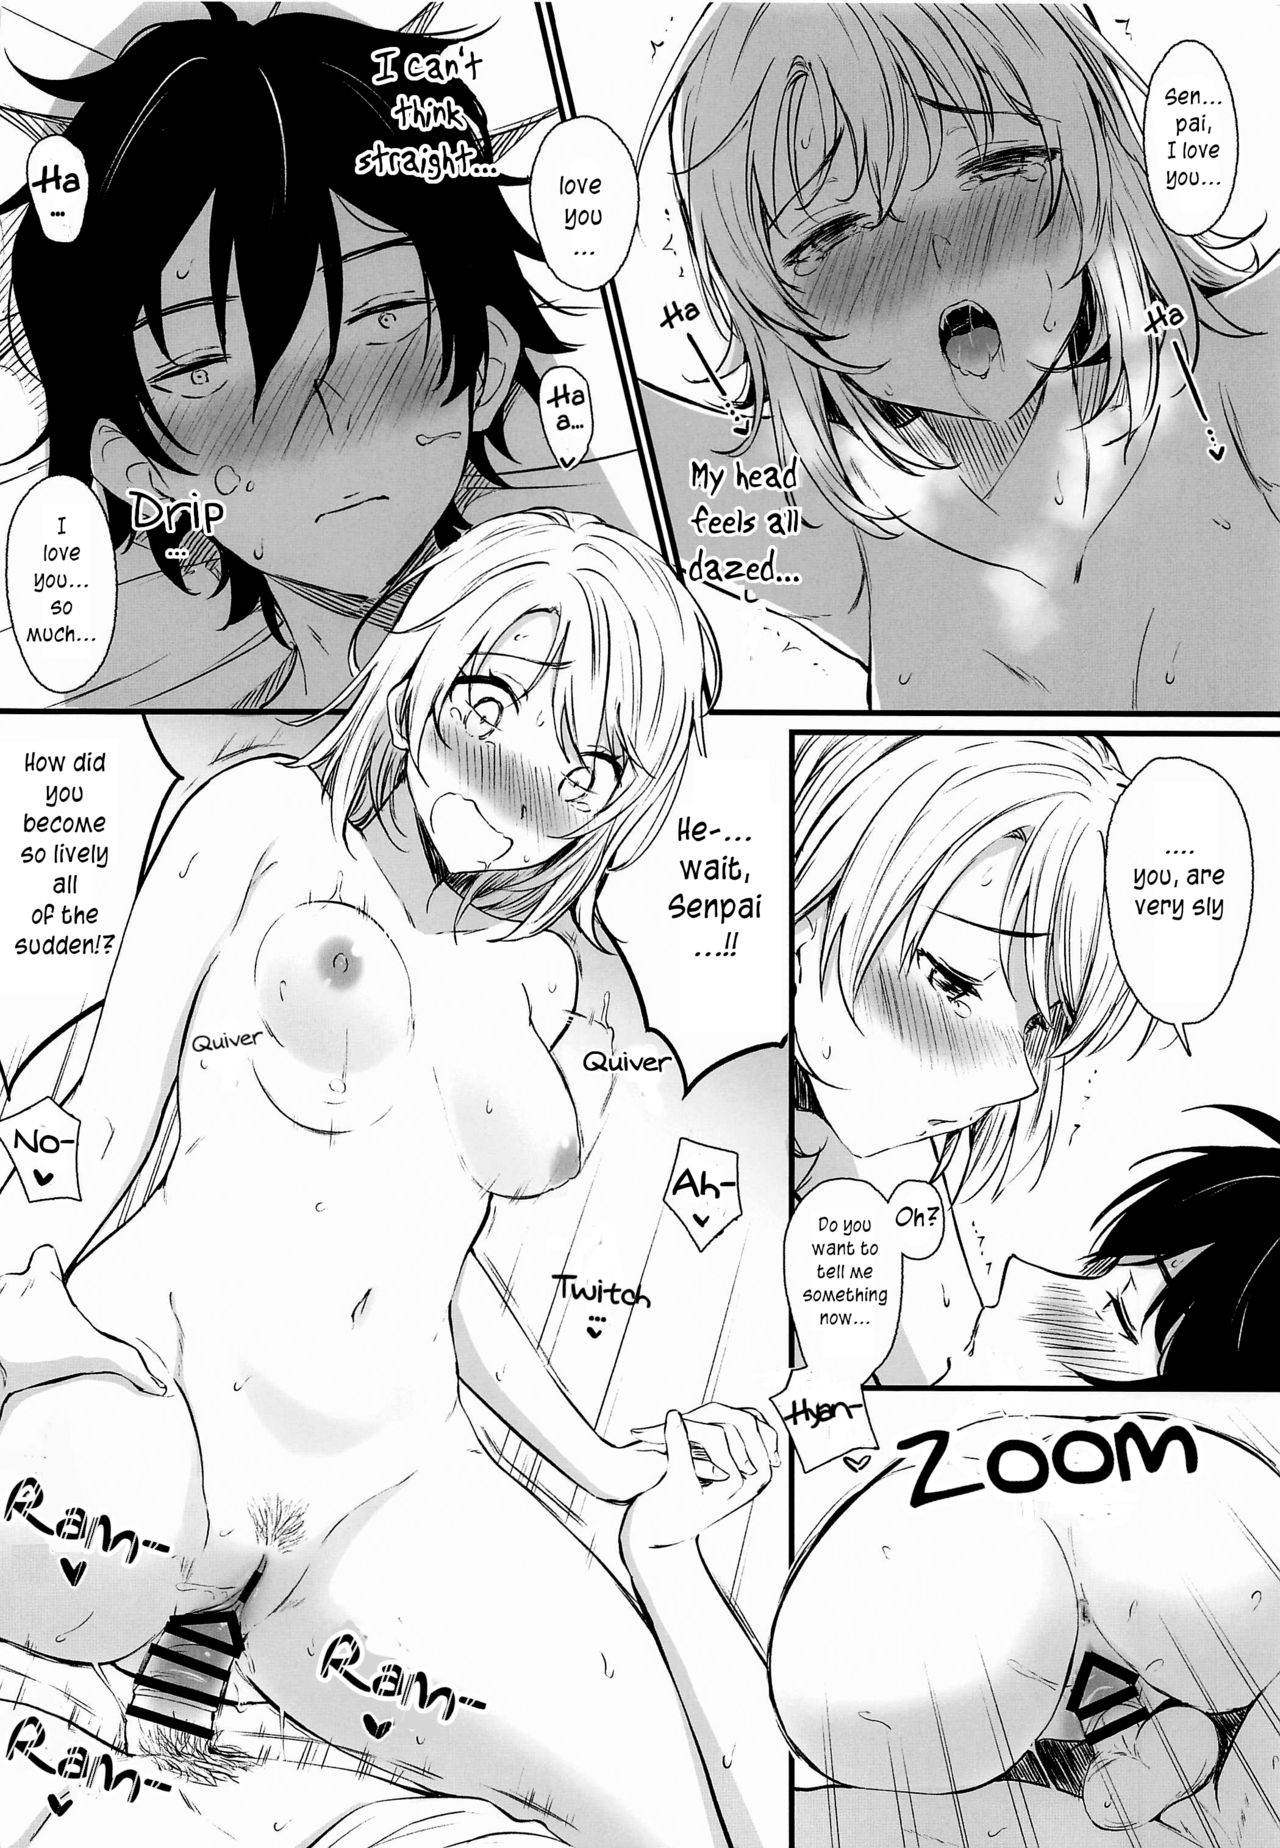 Sen...
pai,
I love
you...
Ha
Ha
My head
feels all
dazed...
love
you
...
I can't
think
straight...
Ha
...
Ha
a...
Drip
...
I
love
you...
so
much...
....
you, are
very sly
Oh?
Do you
want to
tell me
something
now...
He-...
wait,
Senpai
...!!
How did
you
become
so lively
all
of the
sudden!?
Quiver
Quiver
No-
Ah-
Twitch
...
Hyan-
ZOOM
Ram-
Ram-
Ram-